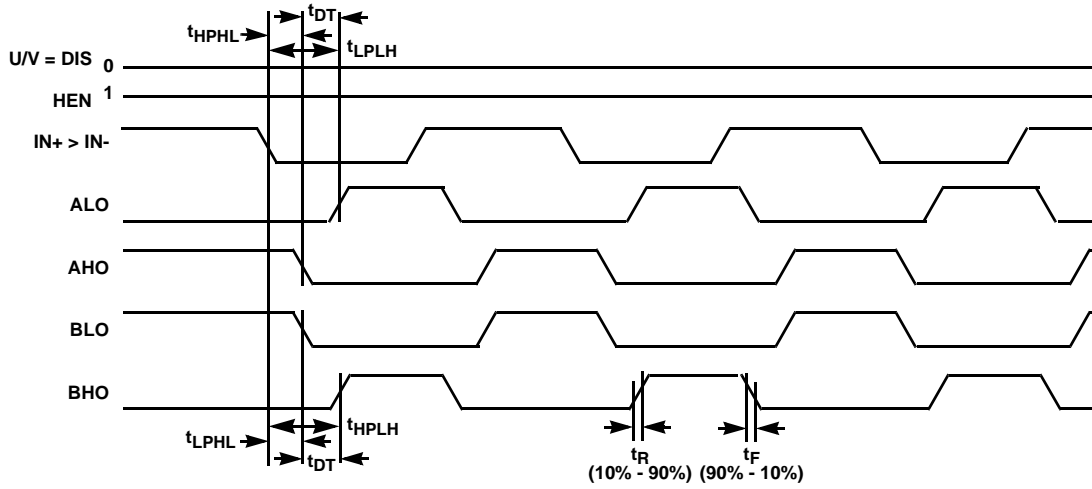 tDT
tHPHL
tLPLH
U/V = DIS 0
HEN 1
IN+ > IN-
ALO
AHO
BLO
BHO
tLPHL
tHPLH
tDT
tR
(10% - 90%)
tF
(90% - 10%)